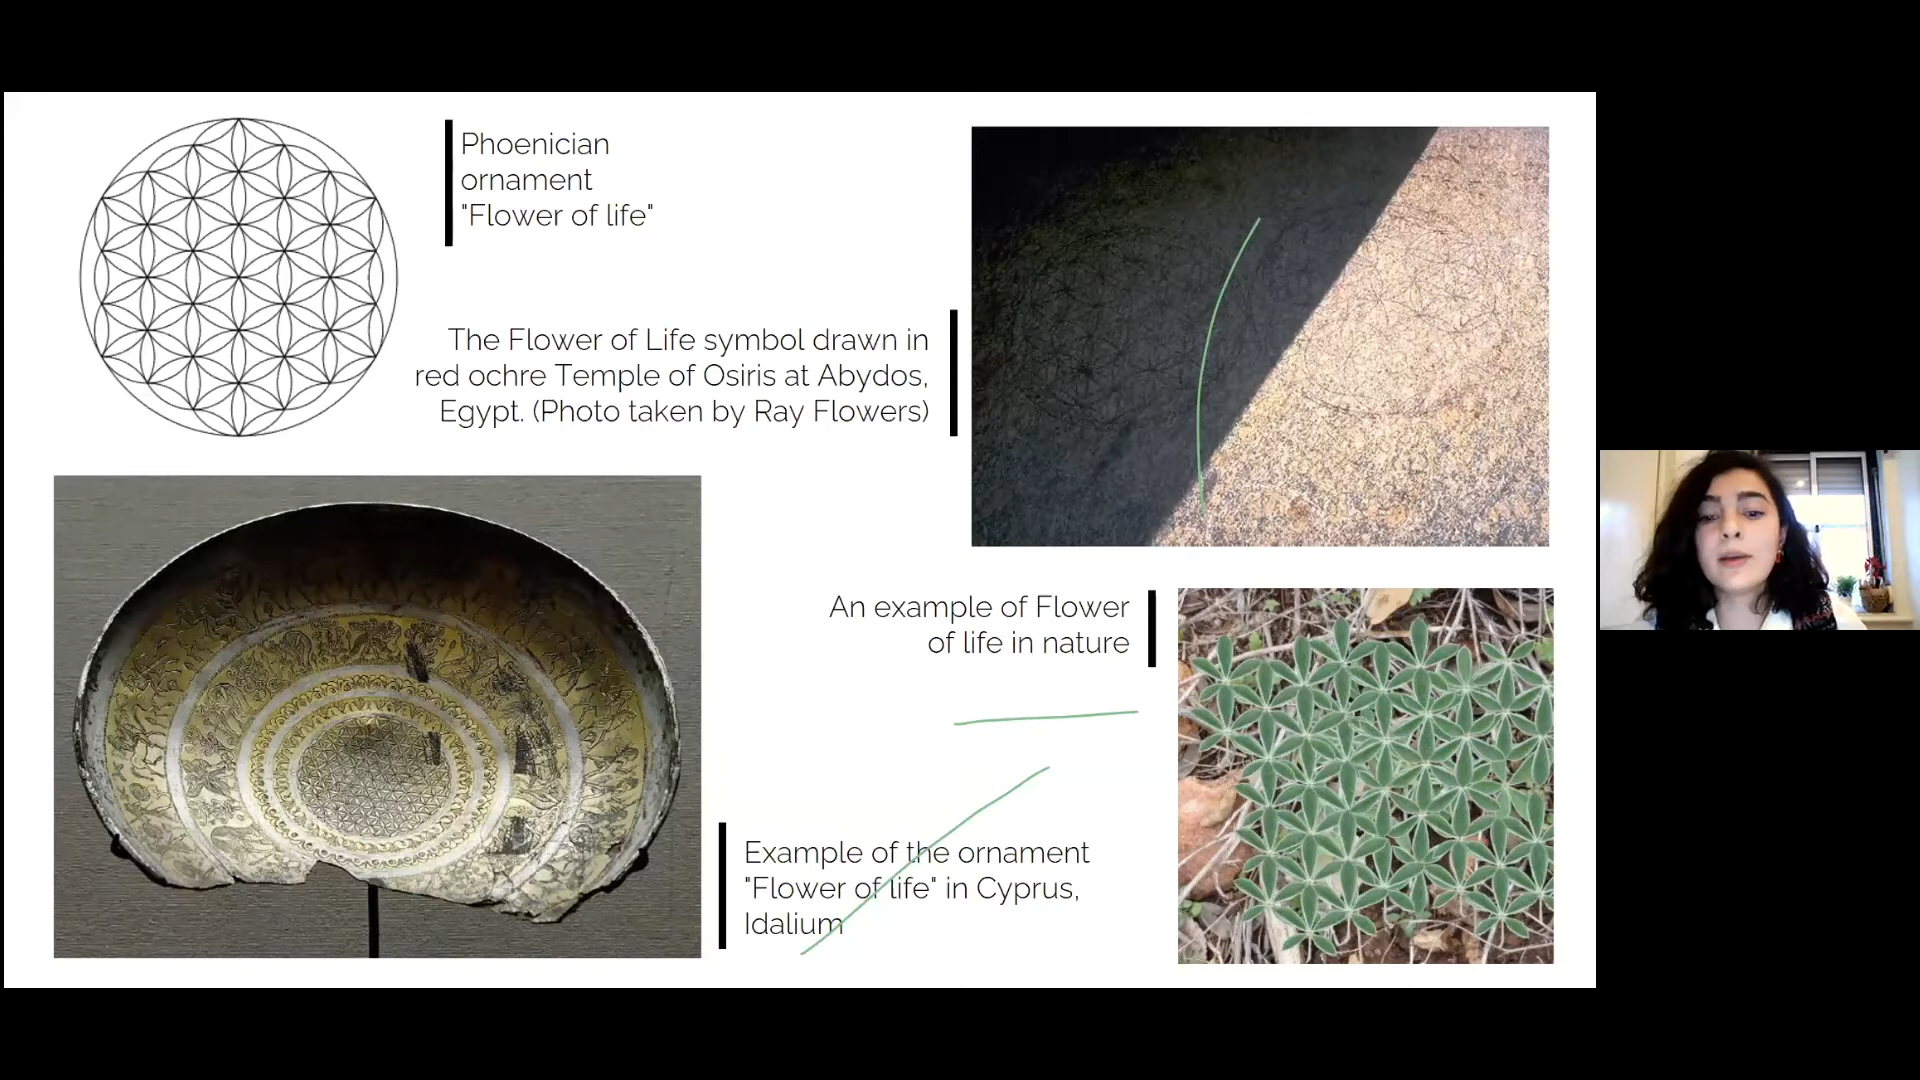 Phoenician
ornament
"Flower of life"
The Flower of Life symbol drawn in
red ochre Temple of Osiris at Abydos,
Egypt. (Photo taken by Ray Flowers)
An example of Flower
of life in nature
Example of the ornament
"Flower of life" in Cyprus,
Idalium